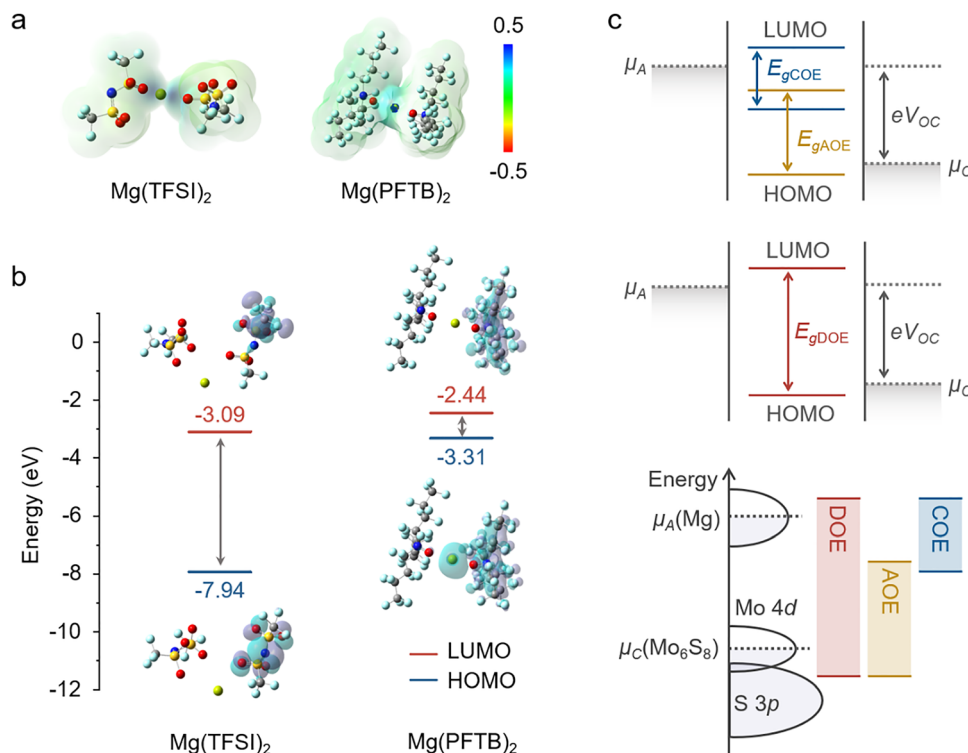 a
0.5
-0.5
Mg(TFSI)₂
Mg(PFTB)₂
b
Energy (eV)
0
-2
-4
-6
-8
-10
-12
-3.09
-7.94
-2.44
-3.31
LUMO
HOMO
Mg(TFSI)₂
Mg(PFTB)₂
c
LUMO
μA
EgCOE
EgAOE
eVOC
μC
HOMO
LUMO
μA
EgDOE
eVOC
μC
HOMO
Energy
μA(Mg)
Mo 4d
μC(Mo₆S₈)
S 3p
DOE
AOE
COE